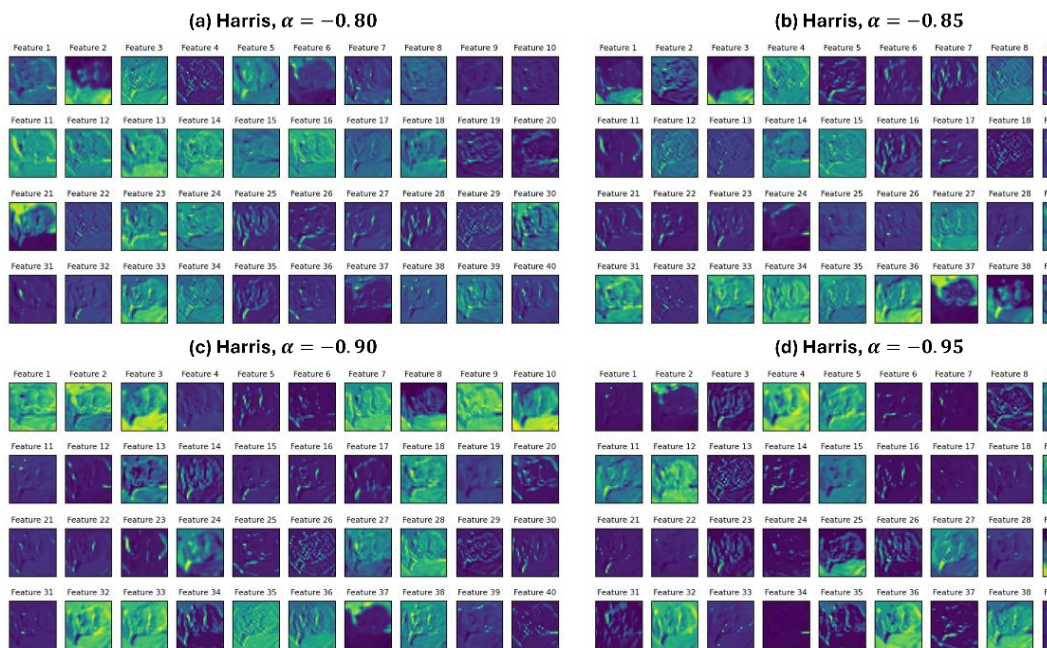 (a) Harris, α = −0.80
Feature 1 Feature 2 Feature 3 Feature 4 Feature 5 Feature 6 Feature 7 Feature 8 Feature 9 Feature 10
Feature 11 Feature 12 Feature 13 Feature 14 Feature 15 Feature 16 Feature 17 Feature 18 Feature 19 Feature 20
Feature 21 Feature 22 Feature 23 Feature 24 Feature 25 Feature 26 Feature 27 Feature 28 Feature 29 Feature 30
Feature 31 Feature 32 Feature 33 Feature 34 Feature 35 Feature 36 Feature 37 Feature 38 Feature 39 Feature 40
(b) Harris, α = −0.85
Feature 1 Feature 2 Feature 3 Feature 4 Feature 5 Feature 6 Feature 7 Feature 8
Feature 11 Feature 12 Feature 13 Feature 14 Feature 15 Feature 16 Feature 17 Feature 18
Feature 21 Feature 22 Feature 23 Feature 24 Feature 25 Feature 26 Feature 27 Feature 28
Feature 31 Feature 32 Feature 33 Feature 34 Feature 35 Feature 36 Feature 37 Feature 38
(c) Harris, α = −0.90
Feature 1 Feature 2 Feature 3 Feature 4 Feature 5 Feature 6 Feature 7 Feature 8 Feature 9 Feature 10
Feature 11 Feature 12 Feature 13 Feature 14 Feature 15 Feature 16 Feature 17 Feature 18 Feature 19 Feature 20
Feature 21 Feature 22 Feature 23 Feature 24 Feature 25 Feature 26 Feature 27 Feature 28 Feature 29 Feature 30
Feature 31 Feature 32 Feature 33 Feature 34 Feature 35 Feature 36 Feature 37 Feature 38 Feature 39 Feature 40
(d) Harris, α = −0.95
Feature 1 Feature 2 Feature 3 Feature 4 Feature 5 Feature 6 Feature 7 Feature 8
Feature 11 Feature 12 Feature 13 Feature 14 Feature 15 Feature 16 Feature 17 Feature 18
Feature 21 Feature 22 Feature 23 Feature 24 Feature 25 Feature 26 Feature 27 Feature 28
Feature 31 Feature 32 Feature 33 Feature 34 Feature 35 Feature 36 Feature 37 Feature 38